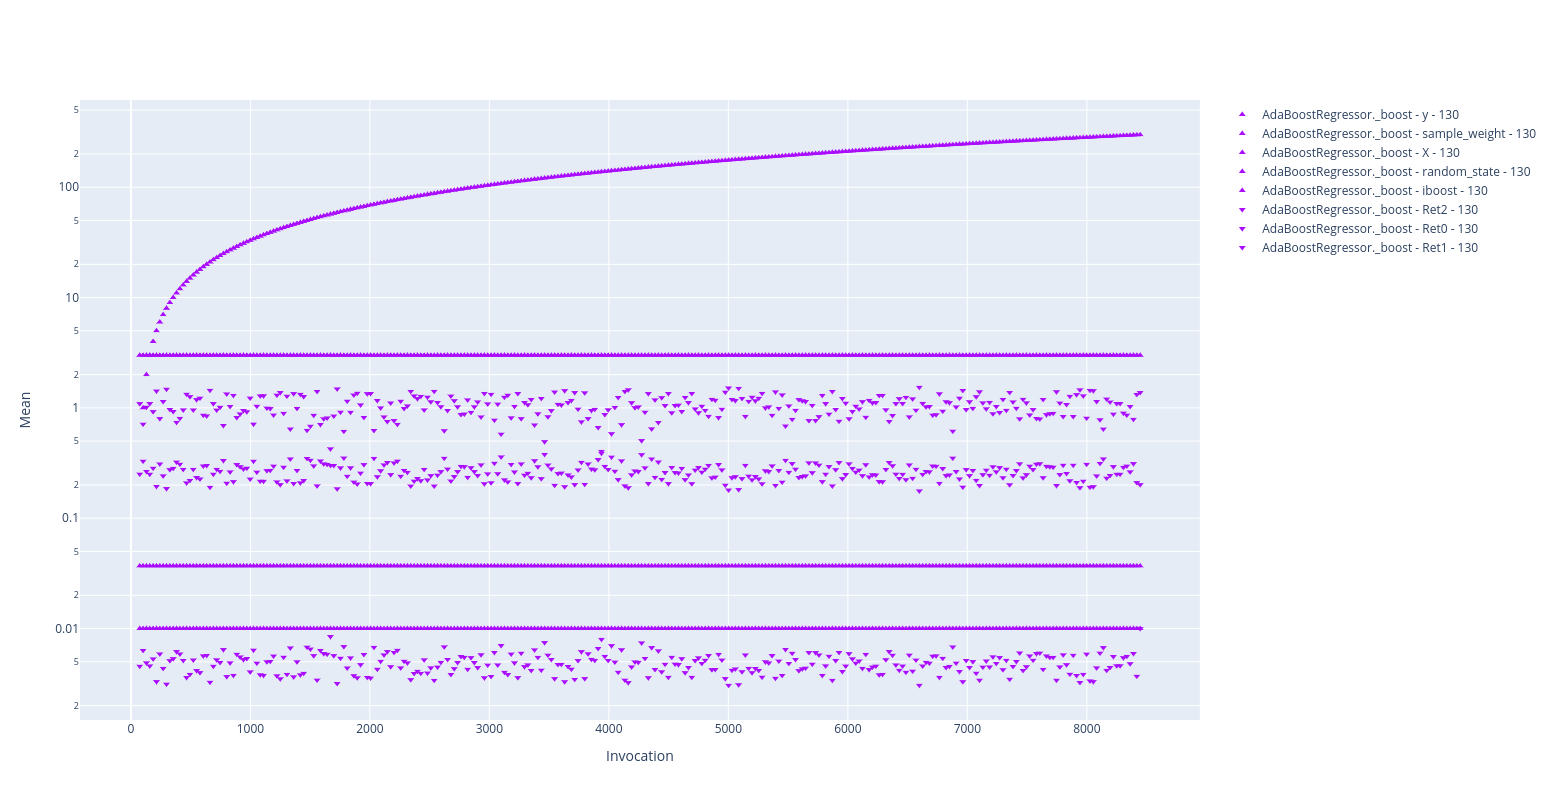 5
2
100
5
2
10
5
2
1
5
2
0.1
5
2
0.01
5
2
Mean
0 1000 2000 3000 4000 5000 6000 7000 8000
Invocation
AdaBoostRegressor._boost - y - 130
AdaBoostRegressor._boost - sample_weight - 130
AdaBoostRegressor._boost - X - 130
AdaBoostRegressor._boost - random_state - 130
AdaBoostRegressor._boost - iboost - 130
AdaBoostRegressor._boost - Ret2 - 130
AdaBoostRegressor._boost - Ret0 - 130
AdaBoostRegressor._boost - Ret1 - 130